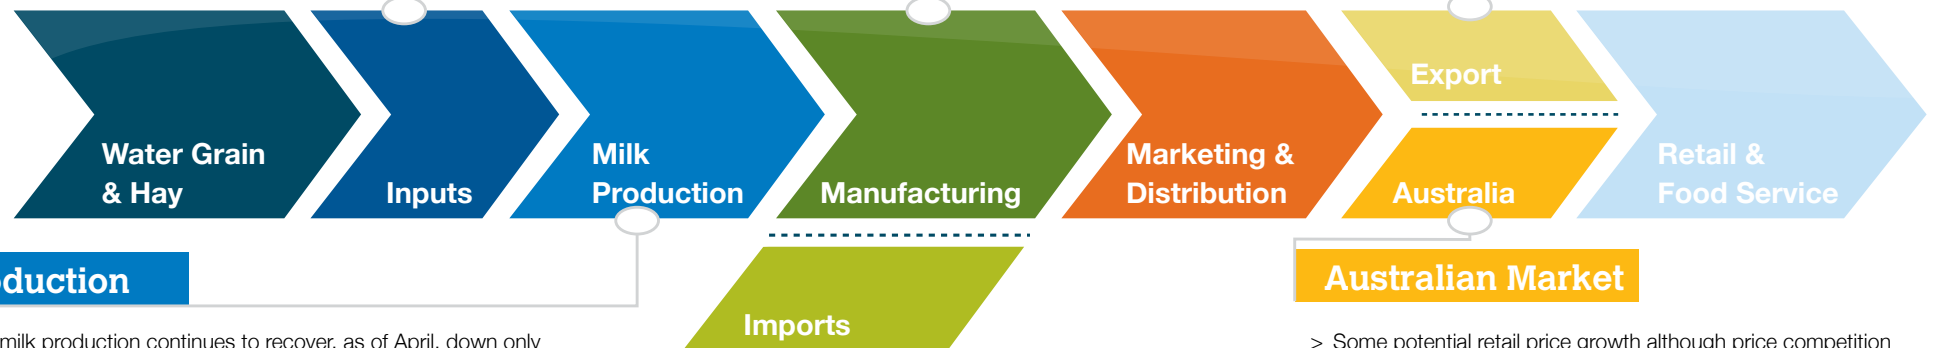 Water Grain
& Hay
Inputs
Milk
Production
Manufacturing
Marketing &
Distribution
Export
Australia
Retail &
Food Service
Imports
duction
milk production continues to recover, as of April, down only
Australian Market
> Some potential retail price growth although price competition